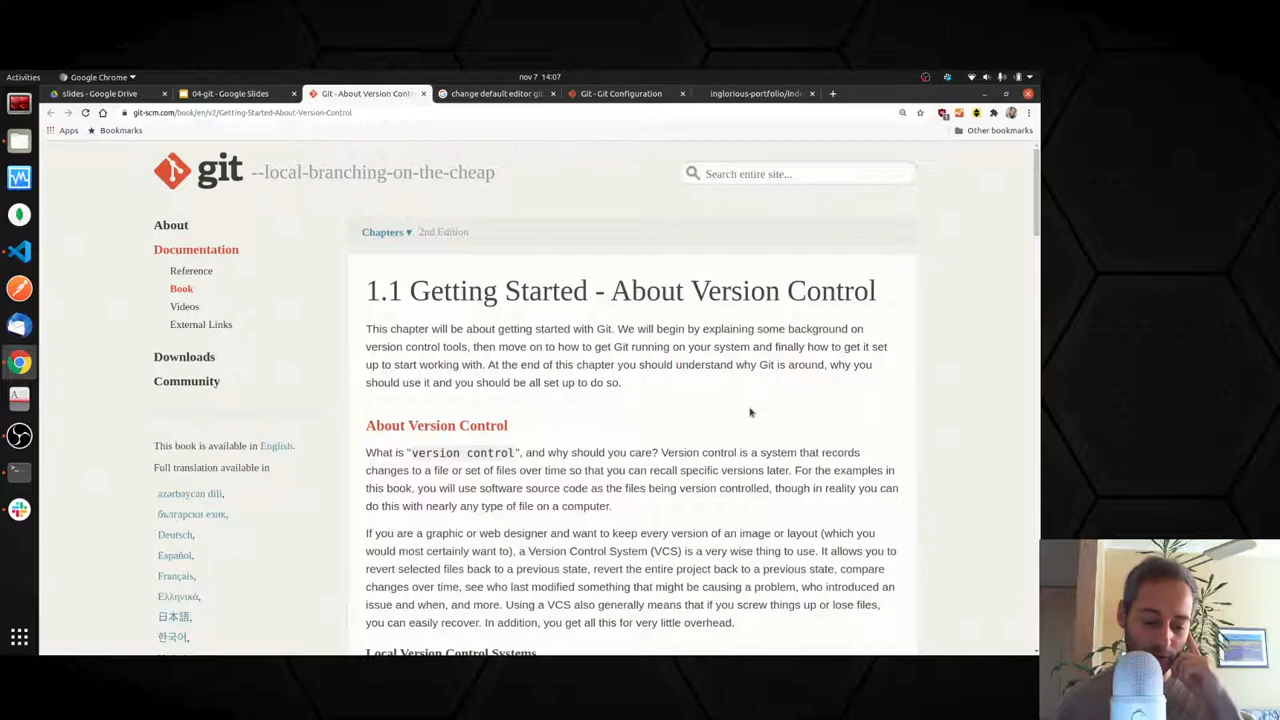 Activities Google Chrome ▾ nov 7 14:07
slides - Google Drive × 04-git - Google Slides × Git - About Version Cont × change default editor git × Git - Git Configuration × inglorious-portfolio/ind × +
git-scm.com/book/en/v2/Getting-Started-About-Version-Control
Apps Bookmarks Other bookmarks
git --local-branching-on-the-cheap
Search entire site...
About
Documentation
Reference
Book
Videos
External Links
Downloads
Community
This book is available in English.
Full translation available in
azərbaycan dili,
български език,
Deutsch,
Español,
Français,
Ελληνικά,
日本語,
한국어,
Chapters ▾ 2nd Edition
1.1 Getting Started - About Version Control
This chapter will be about getting started with Git. We will begin by explaining some background on
version control tools, then move on to how to get Git running on your system and finally how to get it set
up to start working with. At the end of this chapter you should understand why Git is around, why you
should use it and you should be all set up to do so.
About Version Control
What is "version control", and why should you care? Version control is a system that records
changes to a file or set of files over time so that you can recall specific versions later. For the examples in
this book, you will use software source code as the files being version controlled, though in reality you can
do this with nearly any type of file on a computer.
If you are a graphic or web designer and want to keep every version of an image or layout (which you
would most certainly want to), a Version Control System (VCS) is a very wise thing to use. It allows you to
revert selected files back to a previous state, revert the entire project back to a previous state, compare
changes over time, see who last modified something that might be causing a problem, who introduced an
issue and when, and more. Using a VCS also generally means that if you screw things up or lose files,
you can easily recover. In addition, you get all this for very little overhead.
Local Version Control Systems